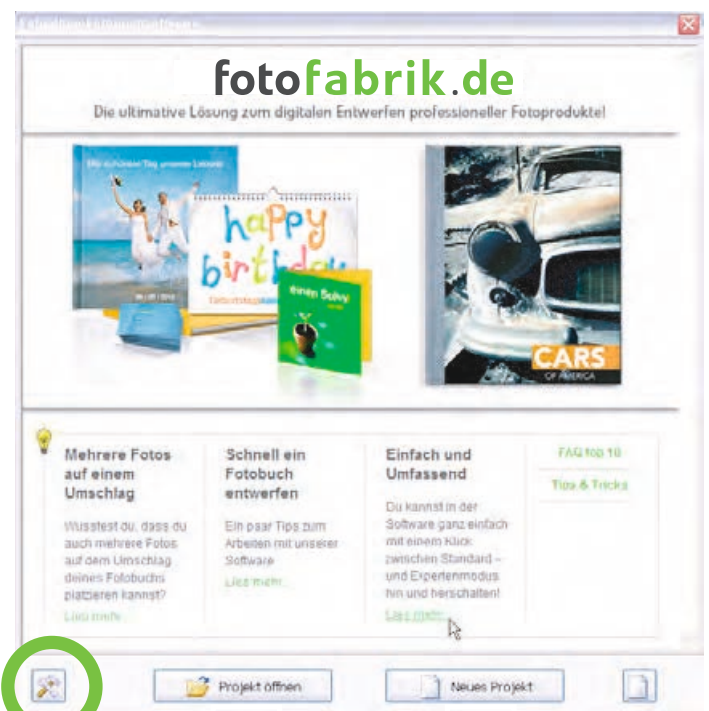 fotofabrik.de
Die ultimative Lösung zum digitalen Entwerfen professioneller Fotoprodukte!
happy
birthday
einen Solvy
CARS
OF AMERICA
Mehrere Fotos
auf einem
Umschlag
Wusstest du, dass du
auch mehrere Fotos
auf dem Umschlag
deines Fotobuchs
platzieren kannst?
Lies mehr...
Schnell ein
Fotobuch
entwerfen
Ein paar Tips zum
Arbeiten mit unserer
Software
Lies mehr...
Einfach und
Umfassend
Du kannst in der
Software ganz einfach
mit einem Klick
zwischen Standard –
und Expertenmodus
hin und herschalten!
Lies mehr...
FAQ top 10
Tips & Tricks
Projekt öffnen
Neues Projekt